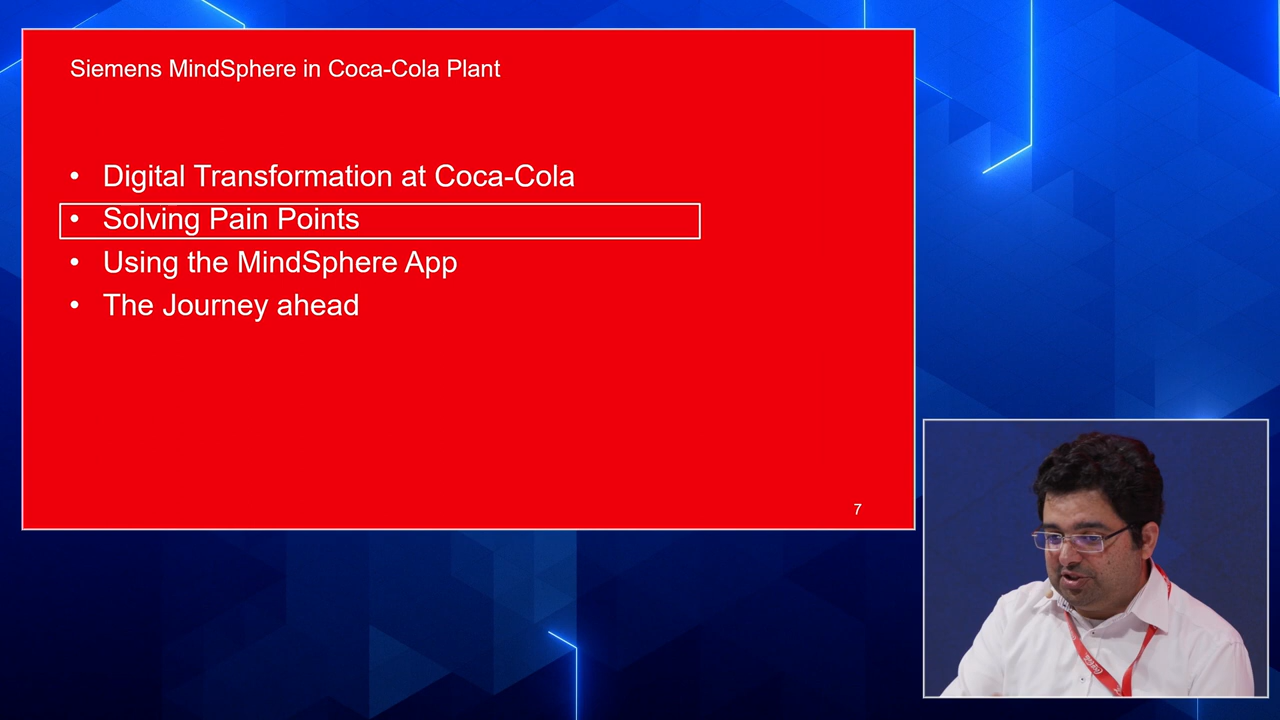 Siemens MindSphere in Coca-Cola Plant
• Digital Transformation at Coca-Cola
• Solving Pain Points
• Using the MindSphere App
• The Journey ahead
7